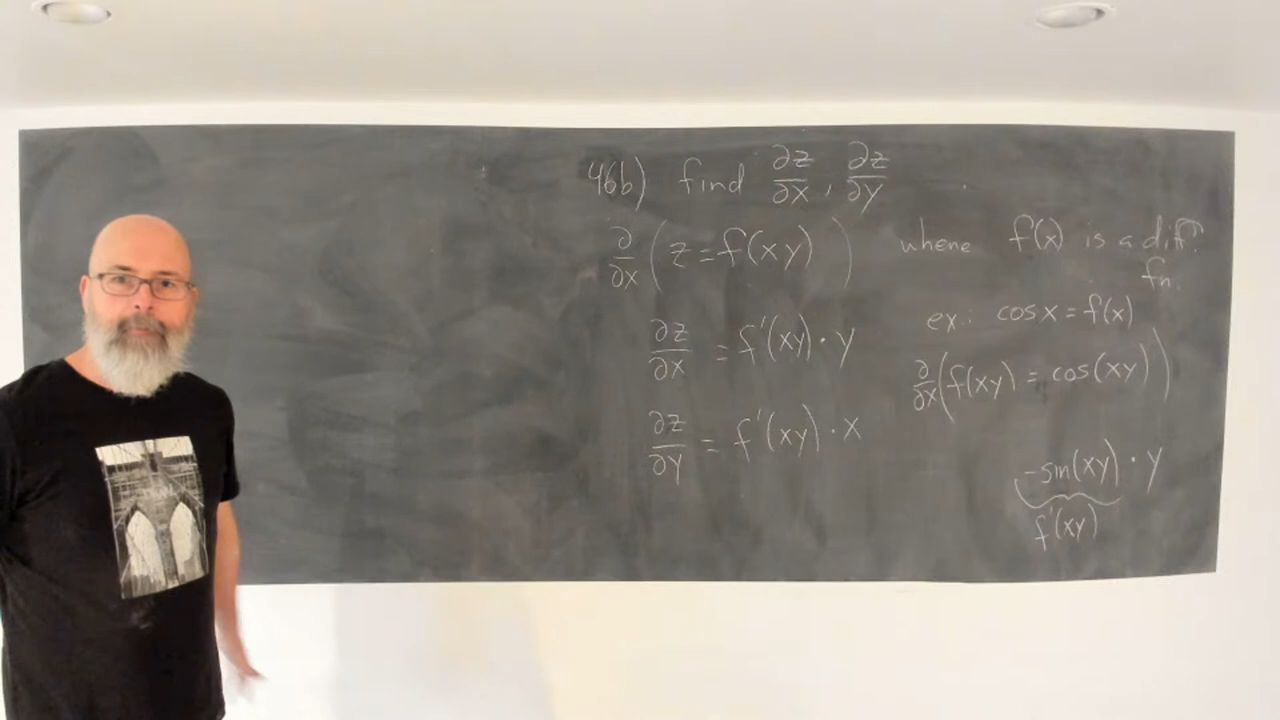 46b) find ∂z/∂x, ∂z/∂y
∂/∂x (z = f(xy)) where f(x) is a diff.
fn.
ex.: cos x = f(x)
∂z/∂x = f'(xy) · y
∂/∂x (f(xy) = cos(xy))
∂z/∂y = f'(xy) · x
-sin(xy) · y
f'(xy)